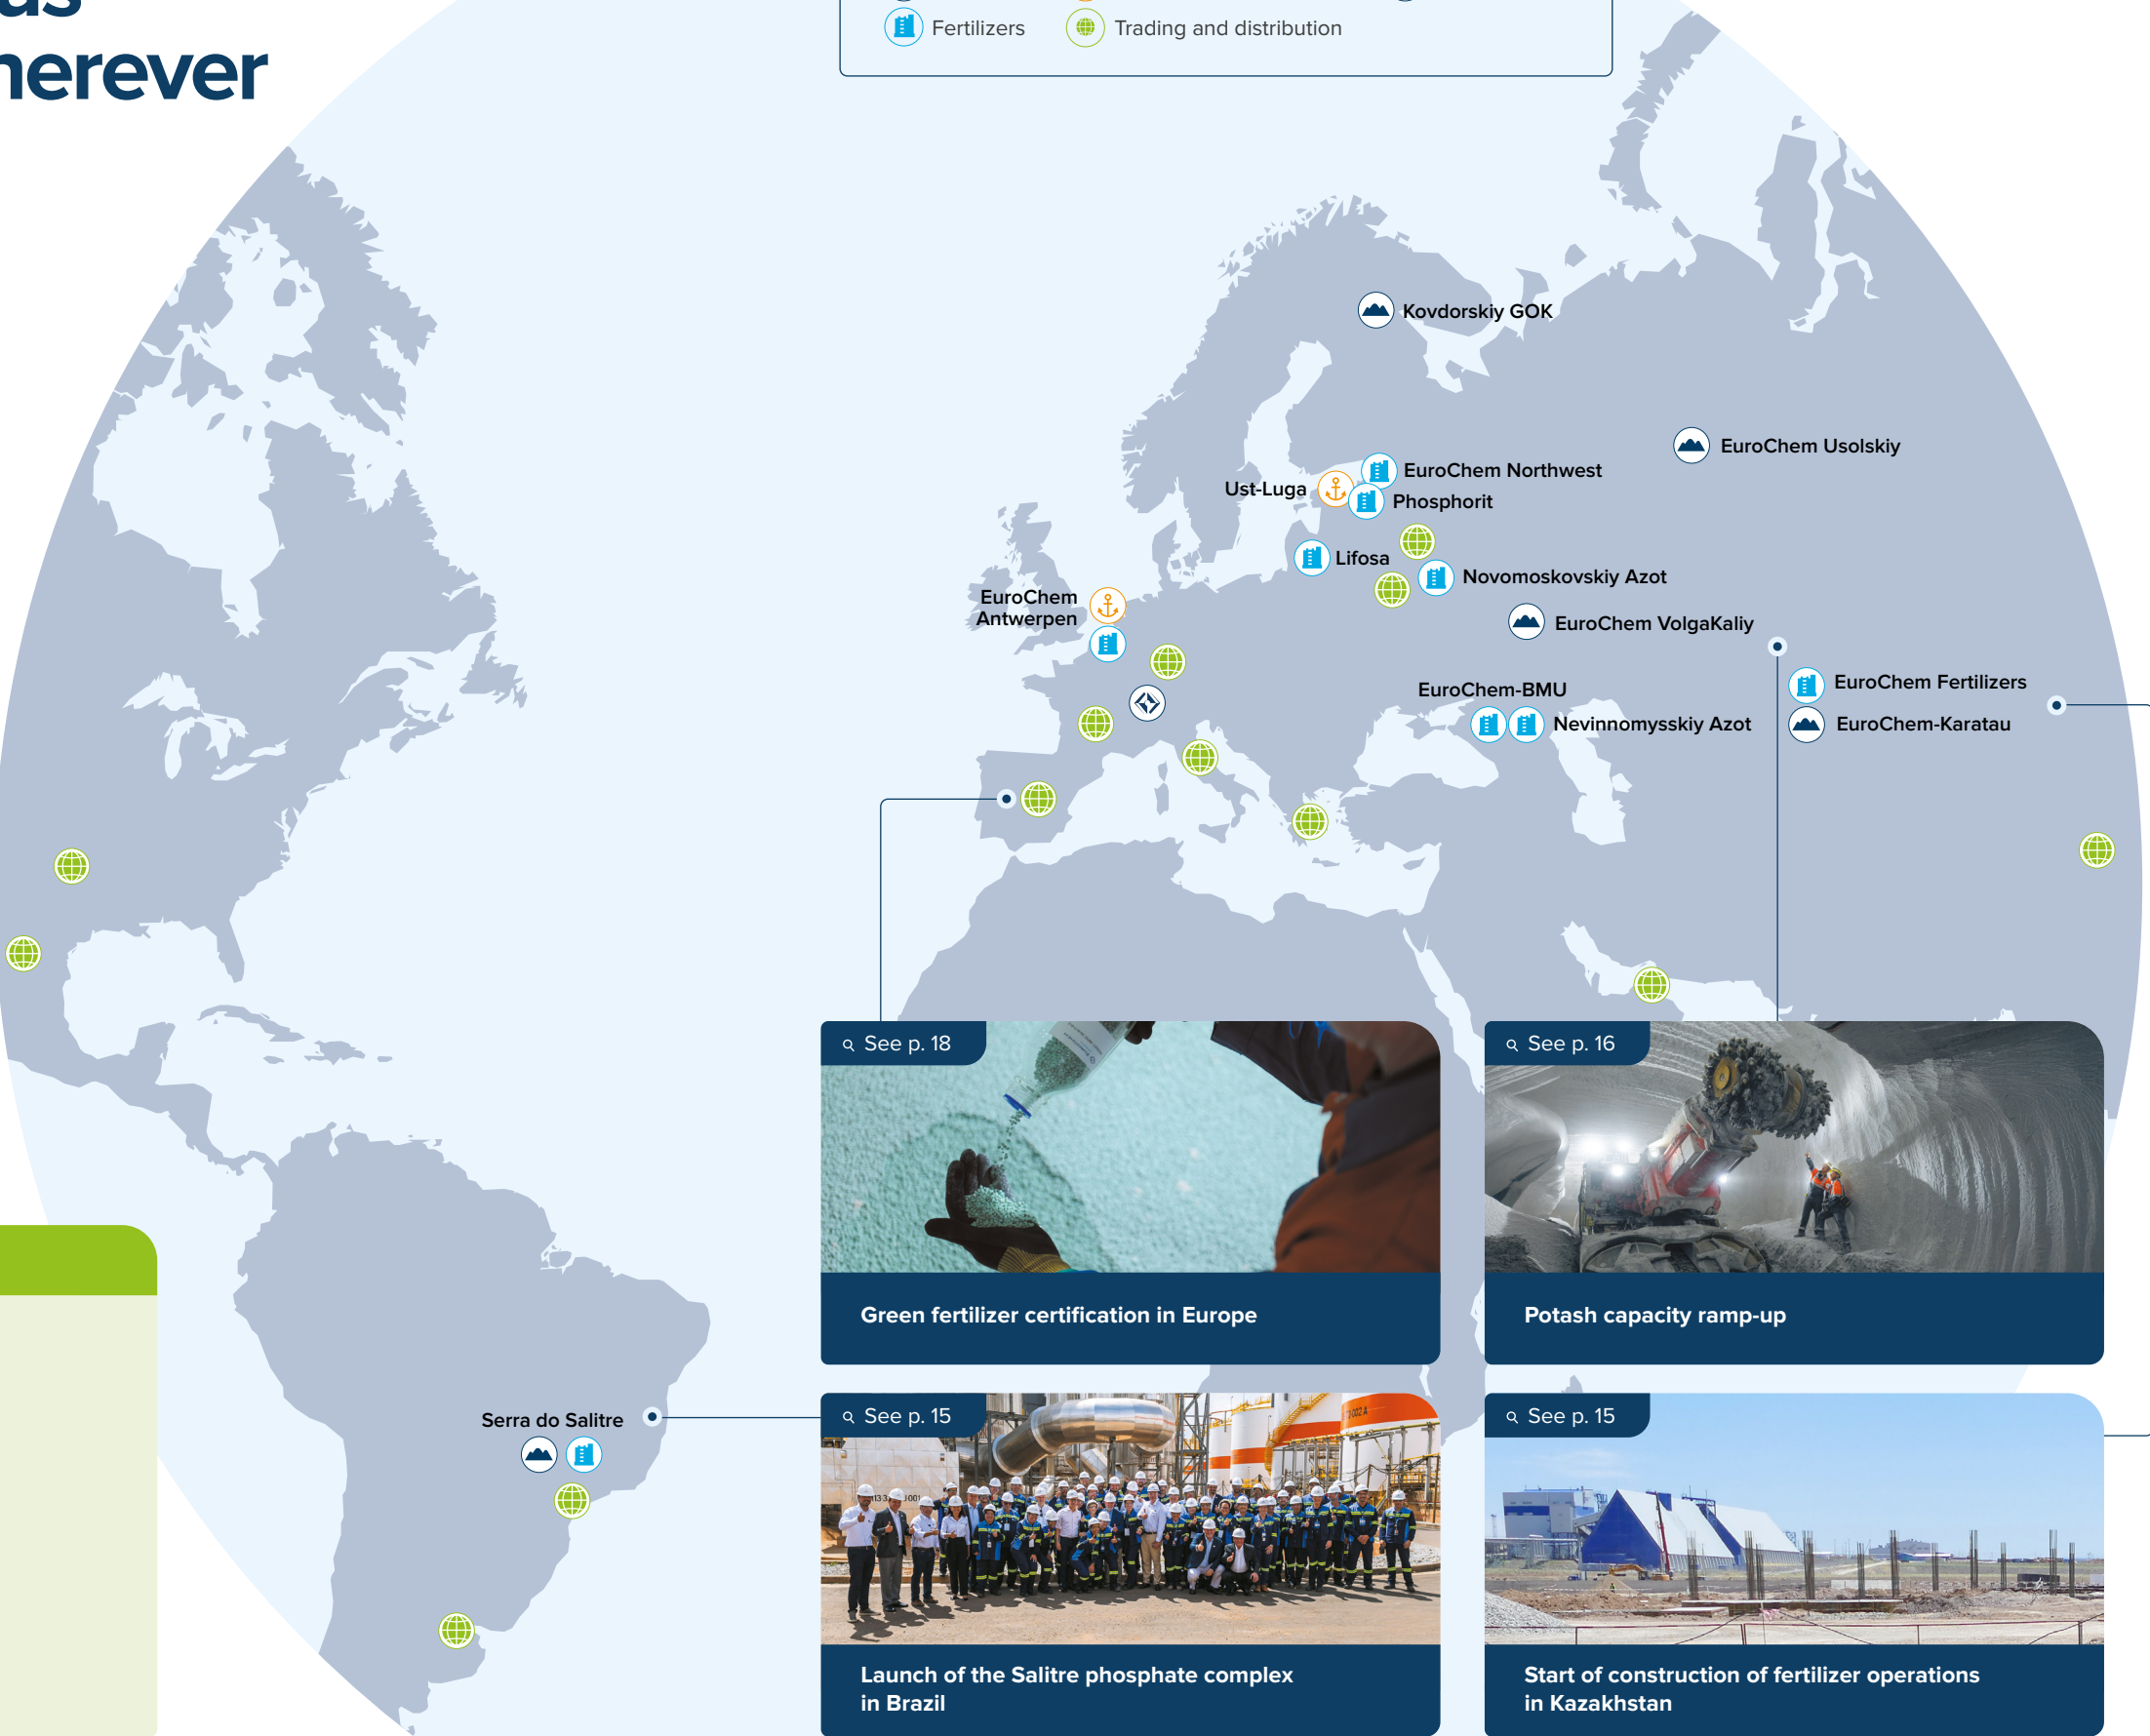 Fertilizers
Trading and distribution
Kovdorskiy GOK
EuroChem Usolskiy
EuroChem Northwest
Ust-Luga
Phosphorit
Lifosa
Novomoskovskiy Azot
EuroChem
Antwerpen
EuroChem VolgaKaliy
EuroChem Fertilizers
EuroChem-BMU
Nevinnomysskiy Azot
EuroChem-Karatau
See p. 18
Green fertilizer certification in Europe
See p. 16
Potash capacity ramp-up
Serra do Salitre
See p. 15
Launch of the Salitre phosphate complex
in Brazil
See p. 15
Start of construction of fertilizer operations
in Kazakhstan